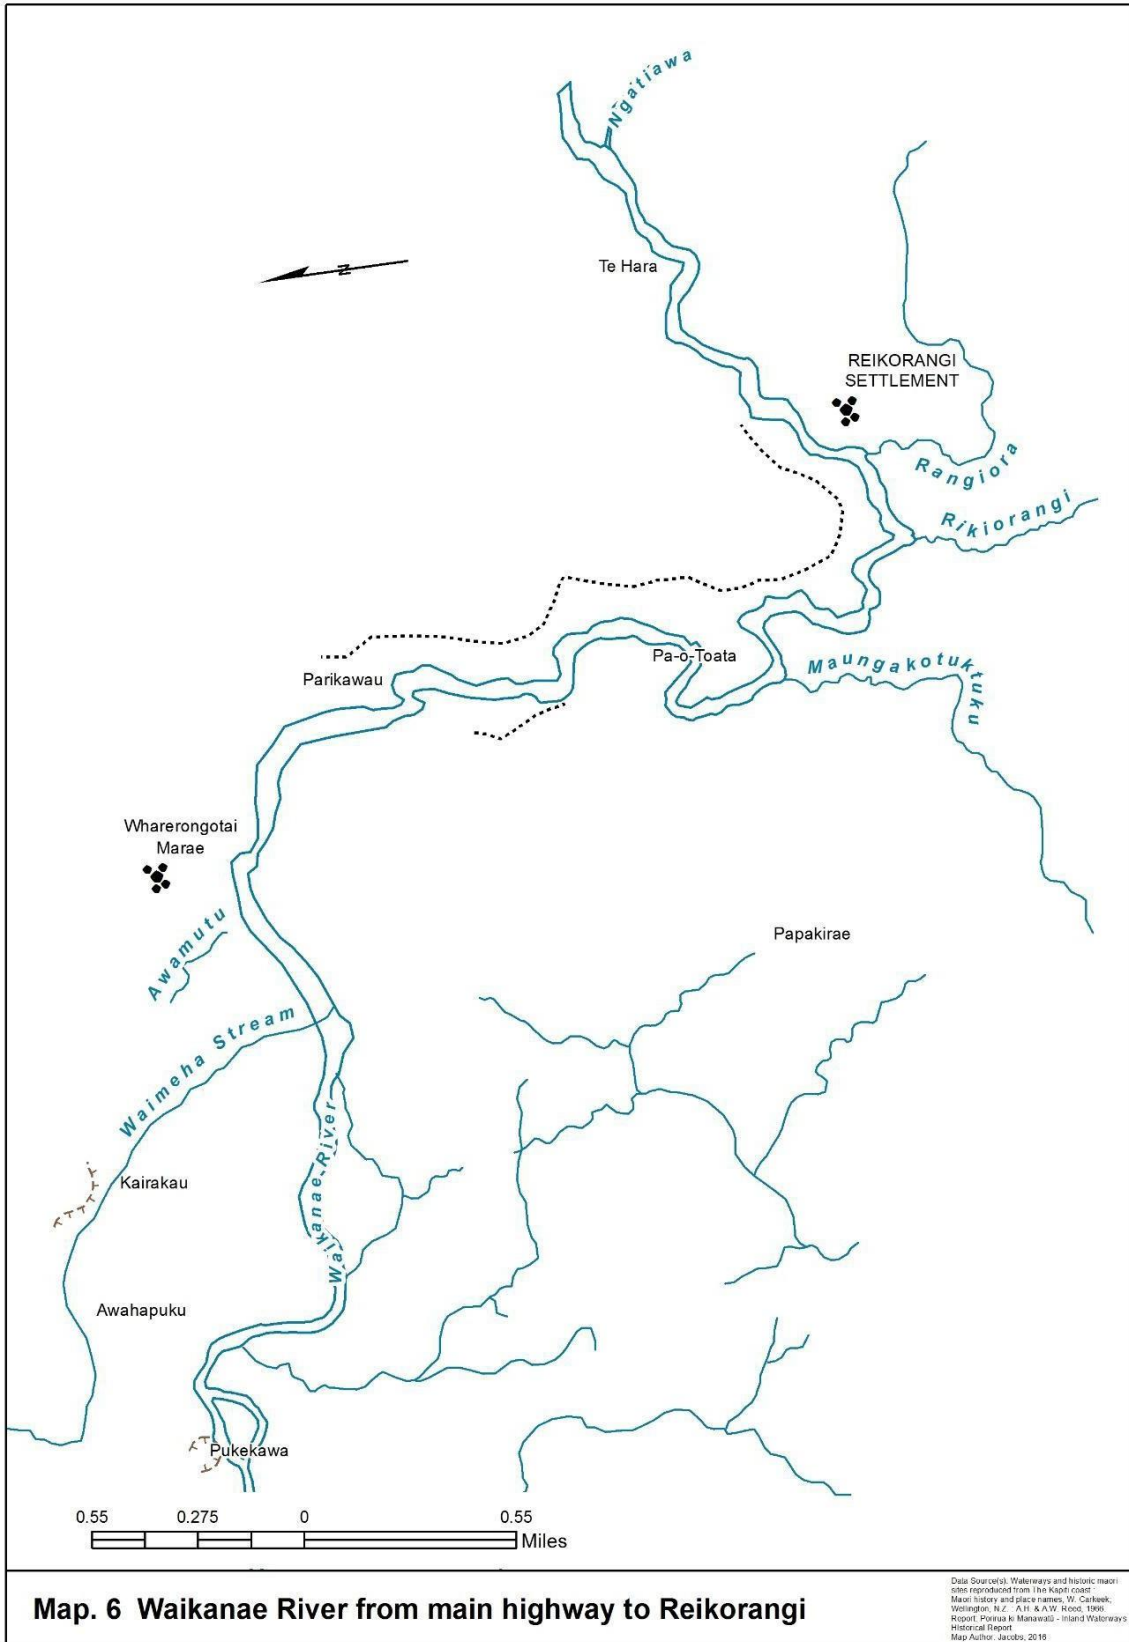 Ngatiawa
N
Te Hara
REIKORANGI
SETTLEMENT
Rangiora
Rikiorangi
Pa-o-Toata
Maungakotuktuku
Parikawau
Wharerongotai
Marae
Awamutu
Papakirae
Waimeha Stream
Waikanae River
Kairakau
Awahapuku
Pukekawa
0.55 0.275 0 0.55
Miles
Map. 6 Waikanae River from main highway to Reikorangi
Data Source(s): Waterways and historic maori
sites reproduced from The Kapiti coast :
Maori history and place names, W. Carkeek,
Wellington, N.Z. : A.H. & A.W. Reed, 1966.
Report: Porirua ki Manawatū - Inland Waterways
Historical Report
Map Author: Jacobs, 2016